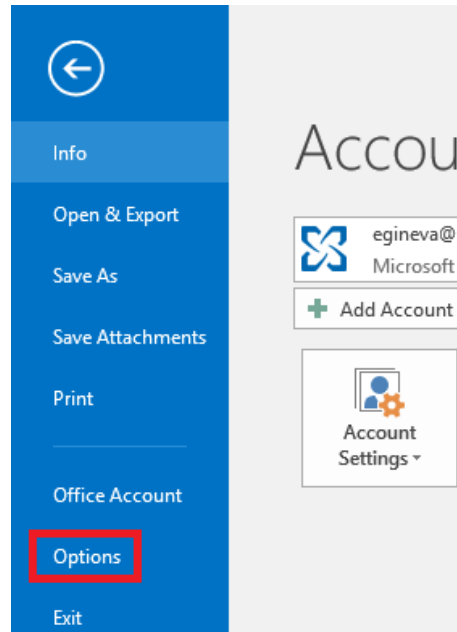 Info
Open & Export
Save As
Save Attachments
Print
Office Account
Options
Exit
Accou
egineva@
Microsoft
Add Account
Account
Settings